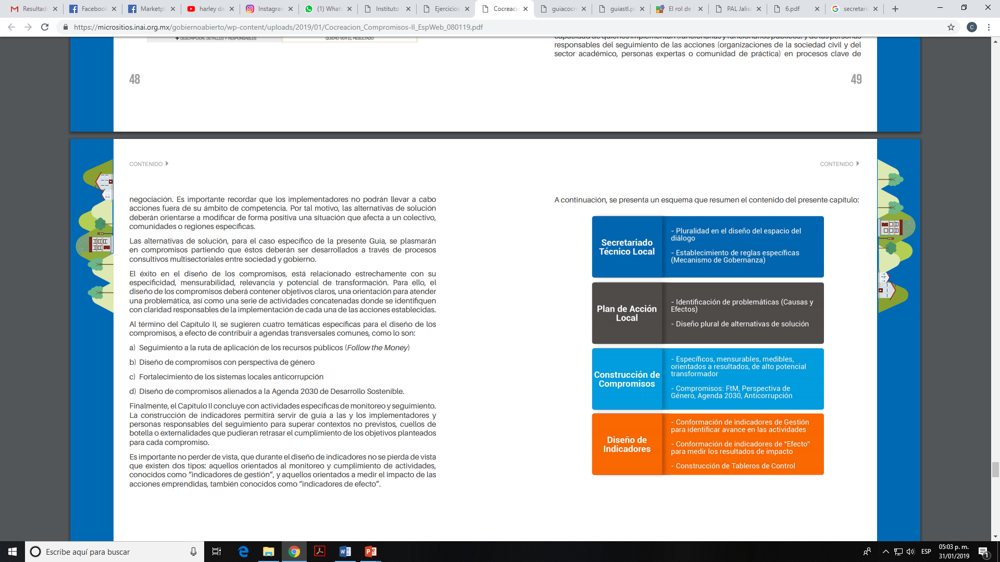 Resultado
Facebook
Marketpl
harley da
Instagram
(1) Whats
Instituto
Ejercicios
Cocreaci
guiacocr
guiastl.pd
El rol de
PAL Jalisc
6.pdf
secretaria
https://micrositios.inai.org.mx/gobiernoabierto/wp-content/uploads/2019/01/Cocreacion_Compromisos-II_EspWeb_080119.pdf
C
+ DESCRIPCIÓN, DETALLES Y RESPONSABLES
QUIERO VER EL RESULTADO
capacidad de quienes implementan (funcionarias y funcionarios públicos) y de las personas
responsables del seguimiento de las acciones (organizaciones de la sociedad civil y del
sector académico, personas expertas o comunidad de práctica) en procesos clave de
48
49
CONTENIDO
CONTENIDO
negociación. Es importante recordar que los implementadores no podrán llevar a cabo
acciones fuera de su ámbito de competencia. Por tal motivo, las alternativas de solución
deberán orientarse a modificar de forma positiva una situación que afecta a un colectivo,
comunidades o regiones específicas.
Las alternativas de solución, para el caso específico de la presente Guía, se plasmarán
en compromisos partiendo que éstos deberán ser desarrollados a través de procesos
consultivos multisectoriales entre sociedad y gobierno.
El éxito en el diseño de los compromisos, está relacionado estrechamente con su
especificidad, mensurabilidad, relevancia y potencial de transformación. Para ello, el
diseño de los compromisos deberá contener objetivos claros, una orientación para atender
una problemática, así como una serie de actividades concatenadas donde se identifiquen
con claridad responsables de la implementación de cada una de las acciones establecidas.
Al término del Capítulo II, se sugieren cuatro temáticas específicas para el diseño de los
compromisos, a efecto de contribuir a agendas transversales comunes, como lo son:
a) Seguimiento a la ruta de aplicación de los recursos públicos (Follow the Money)
b) Diseño de compromisos con perspectiva de género
c) Fortalecimiento de los sistemas locales anticorrupción
d) Diseño de compromisos alienados a la Agenda 2030 de Desarrollo Sostenible.
Finalmente, el Capítulo II concluye con actividades específicas de monitoreo y seguimiento.
La construcción de indicadores permitirá servir de guía a las y los implementadores y
personas responsables del seguimiento para superar contextos no previstos, cuellos de
botella o externalidades que pudieran retrasar el cumplimiento de los objetivos planteados
para cada compromiso.
Es importante no perder de vista, que durante el diseño de indicadores no se pierda de vista
que existen dos tipos: aquellos orientados al monitoreo y cumplimiento de actividades,
conocidos como “indicadores de gestión”, y aquellos orientados a medir el impacto de las
acciones emprendidas, también conocidos como “indicadores de efecto”.
A continuación, se presenta un esquema que resumen el contenido del presente capítulo:
Secretariado
Técnico Local
- Pluralidad en el diseño del espacio del
diálogo
- Establecimiento de reglas específicas
(Mecanismo de Gobernanza)
Plan de Acción
Local
- Identificación de problemáticas (Causas y
Efectos)
- Diseño plural de alternativas de solución
Construcción de
Compromisos
- Específicos, mensurables, medibles,
orientados a resultados, de alto potencial
transformador
- Compromisos: FtM, Perspectiva de
Género, Agenda 2030, Anticorrupción
Diseño de
Indicadores
- Conformación de indicadores de Gestión
para identificar avance en las actividades
- Conformación de indicadores de “Efecto”
para medir los resultados de impacto
- Construcción de Tableros de Control
Escribe aquí para buscar
ESP
05:03 p. m.
31/01/2019
1